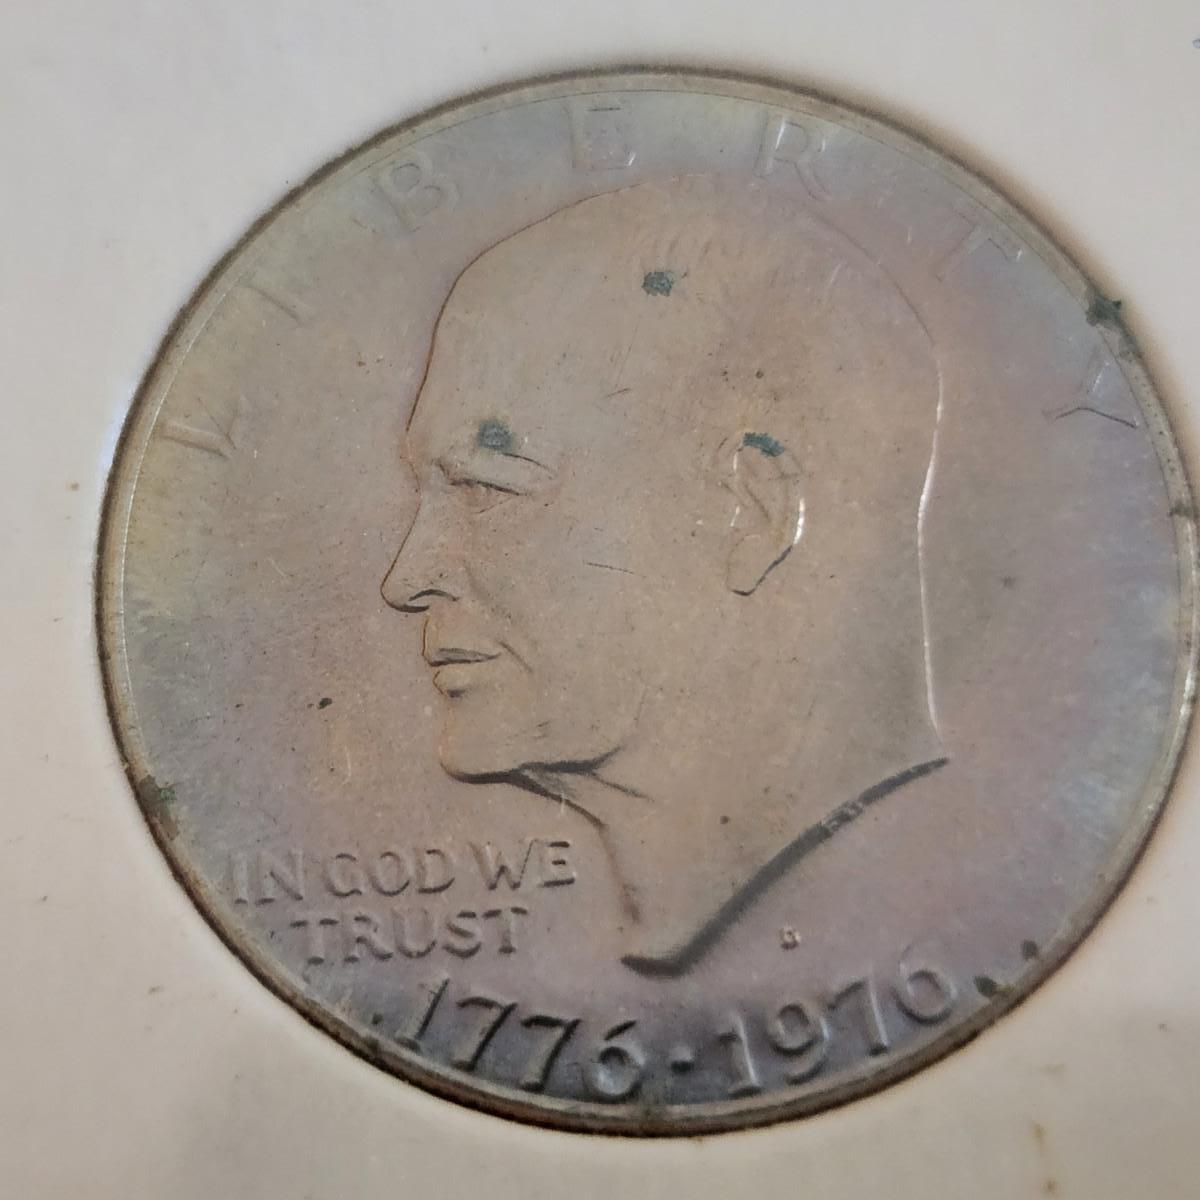 LIBERTY
IN GOD WE
TRUST
D
1776·1976